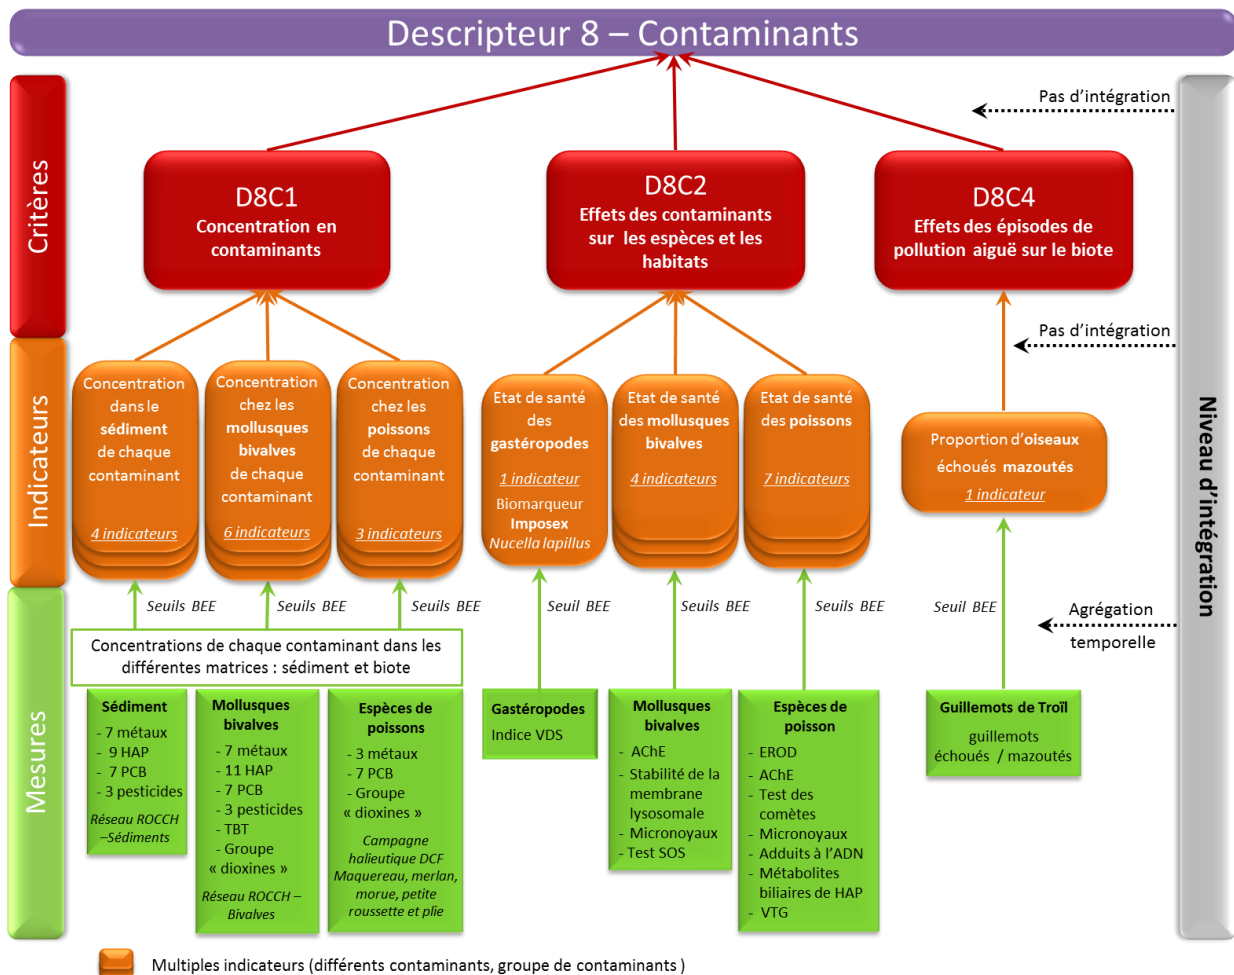 Descripteur 8 – Contaminants
Critères
Indicateurs
Mesures
Niveau d'intégration
Pas d'intégration
D8C1
Concentration en
contaminants
D8C2
Effets des contaminants
sur les espèces et les
habitats
D8C4
Effets des épisodes de
pollution aiguë sur le biote
Pas d'intégration
Concentration
dans le
sédiment
de chaque
contaminant
4 indicateurs
Concentration
chez les
mollusques
bivalves
de chaque
contaminant
6 indicateurs
Concentration
chez les
poissons
de chaque
contaminant
3 indicateurs
Etat de santé
des
gastéropodes
1 indicateur
Biomarqueur
Imposex
Nucella lapillus
Etat de santé
des mollusques
bivalves
4 indicateurs
Etat de santé
des poissons
7 indicateurs
Proportion d'oiseaux
échoués mazoutés
1 indicateur
Seuils BEE
Seuils BEE
Seuils BEE
Seuil BEE
Seuils BEE
Seuils BEE
Seuil BEE
Agrégation
temporelle
Concentrations de chaque contaminant dans les
différentes matrices : sédiment et biote
Sédiment
- 7 métaux
- 9 HAP
- 7 PCB
- 3 pesticides
Réseau ROCCH
–Sédiments
Mollusques
bivalves
- 7 métaux
- 11 HAP
- 7 PCB
- 3 pesticides
- TBT
- Groupe
« dioxines »
Réseau ROCCH –
Bivalves
Espèces de
poissons
- 3 métaux
- 7 PCB
- Groupe
« dioxines »
Campagne
halieutique DCF
Maquereau, merlan,
morue, petite
roussette et plie
Gastéropodes
Indice VDS
Mollusques
bivalves
- AChE
- Stabilité de la
membrane
lysosomale
- Micronoyaux
- Test SOS
Espèces de
poisson
- EROD
- AChE
- Test des
comètes
- Micronoyaux
- Adduits à l'ADN
- Métabolites
biliaires de HAP
- VTG
Guillemots de Troïl
guillemots
échoués / mazoutés
Multiples indicateurs (différents contaminants, groupe de contaminants )